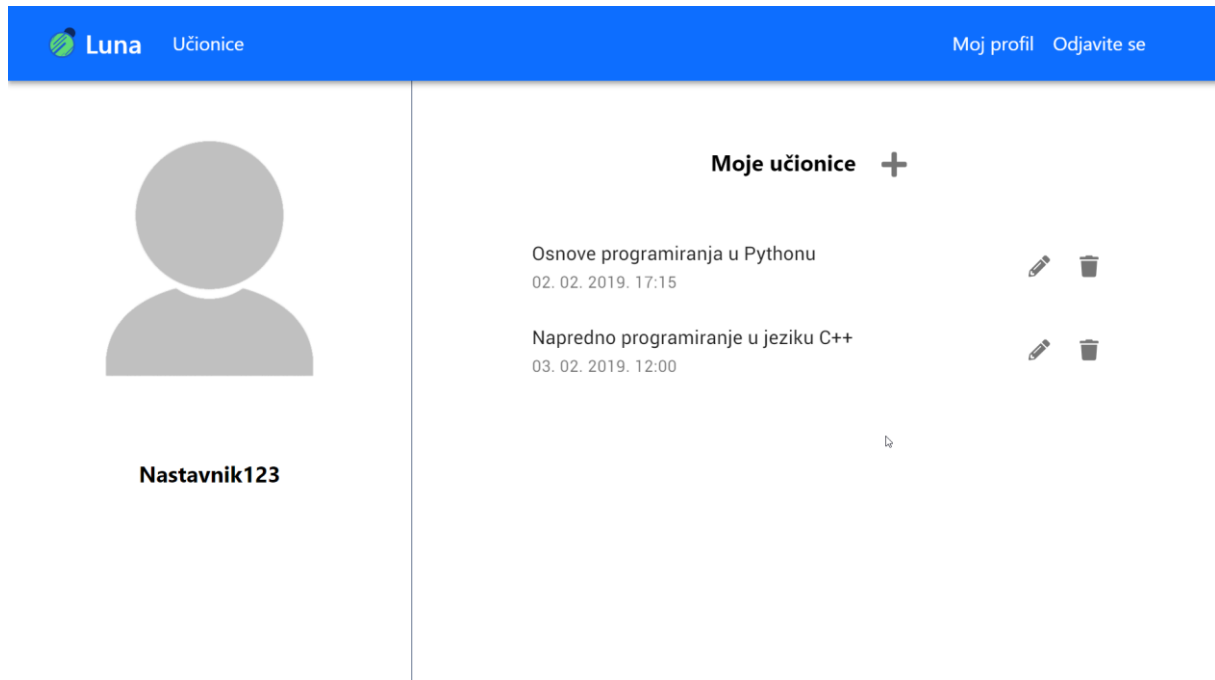 Luna Učionice Moj profil Odjavite se
Nastavnik123
Moje učionice
Osnove programiranja u Pythonu
02. 02. 2019. 17:15
Napredno programiranje u jeziku C++
03. 02. 2019. 12:00